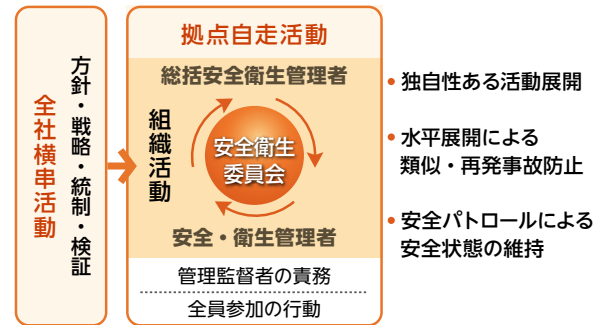 全社横串活動
方針・戦略・統制・検証
拠点自走活動
総括安全衛生管理者
組織活動
安全衛生
委員会
安全・衛生管理者
管理監督者の責務
全員参加の行動
• 独自性ある活動展開
• 水平展開による
類似・再発事故防止
• 安全パトロールによる
安全状態の維持